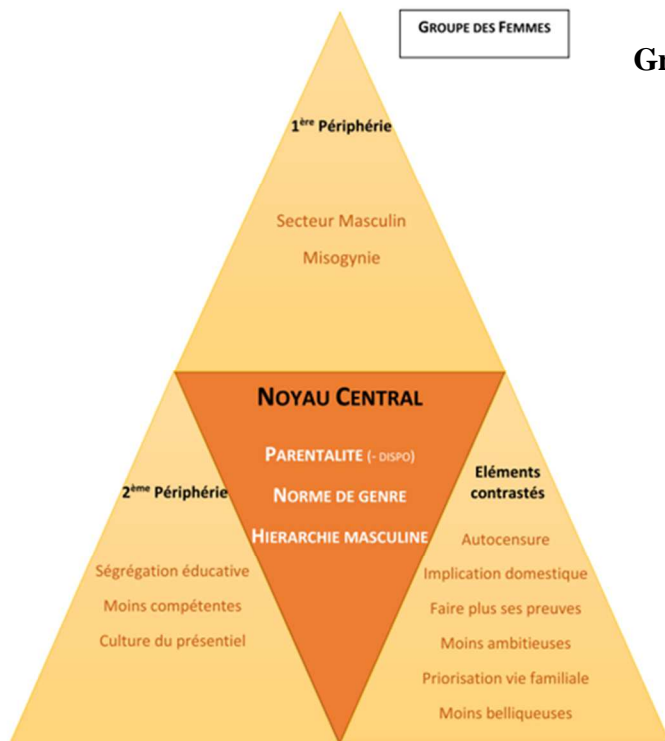 GROUPE DES FEMMES
Gr
1ère Périphérie
Secteur Masculin
Misogynie
NOYAU CENTRAL
PARENTALITE (- DISPO)
NORME DE GENRE
HIERARCHIE MASCULINE
2ème Périphérie
Ségrégation éducative
Moins compétentes
Culture du présentiel
Eléments
contrastés
Autocensure
Implication domestique
Faire plus ses preuves
Moins ambitieuses
Priorisation vie familiale
Moins belliqueuses